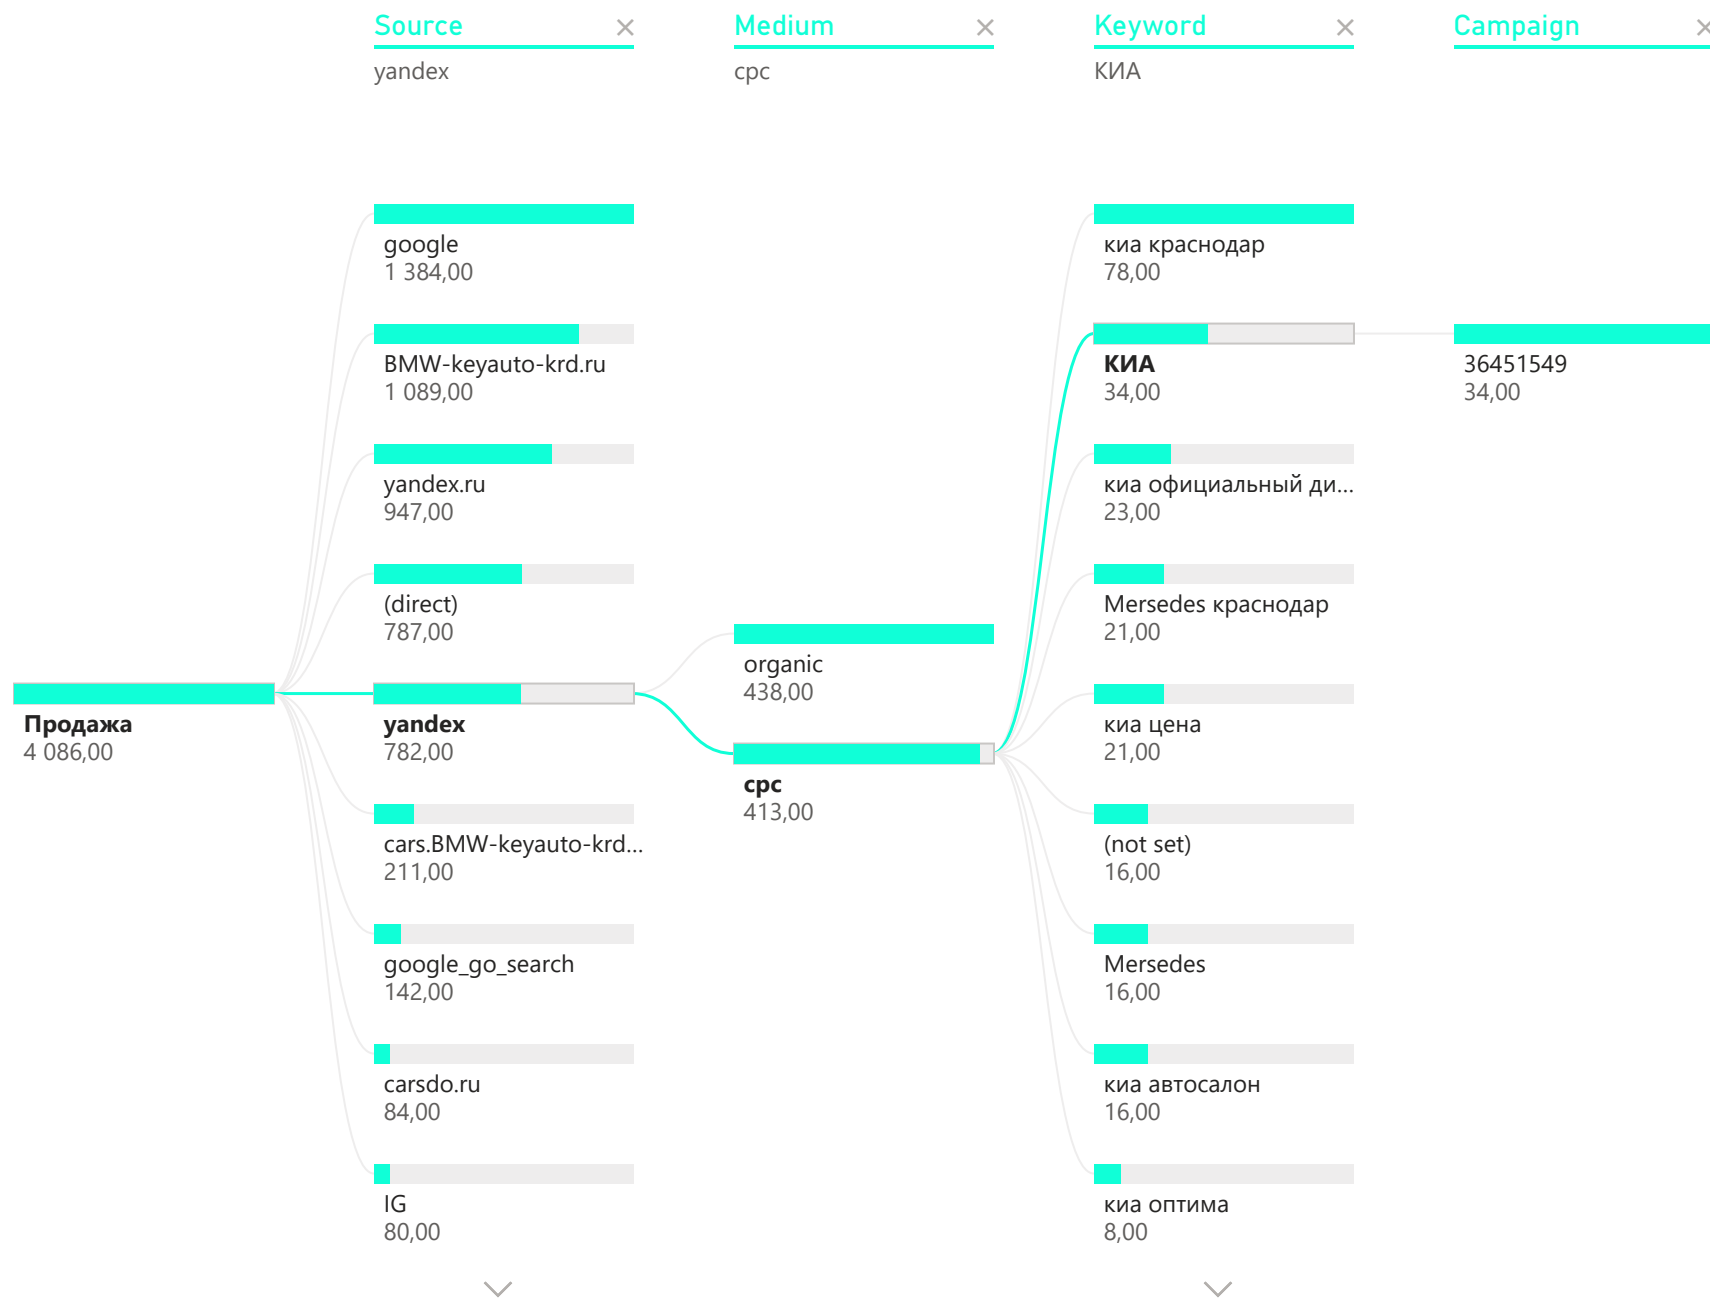 Source
Medium
Keyword
Campaign
yandex
cpc
КИА
google
1 384,00
BMW-keyauto-krd.ru
1 089,00
yandex.ru
947,00
(direct)
787,00
Продажа
4 086,00
yandex
782,00
cars.BMW-keyauto-krd...
211,00
google_go_search
142,00
carsdo.ru
84,00
IG
80,00
organic
438,00
cpc
413,00
киа краснодар
78,00
КИА
34,00
киа официальный ди...
23,00
Mersedes краснодар
21,00
киа цена
21,00
(not set)
16,00
Mersedes
16,00
киа автосалон
16,00
киа оптима
8,00
36451549
34,00